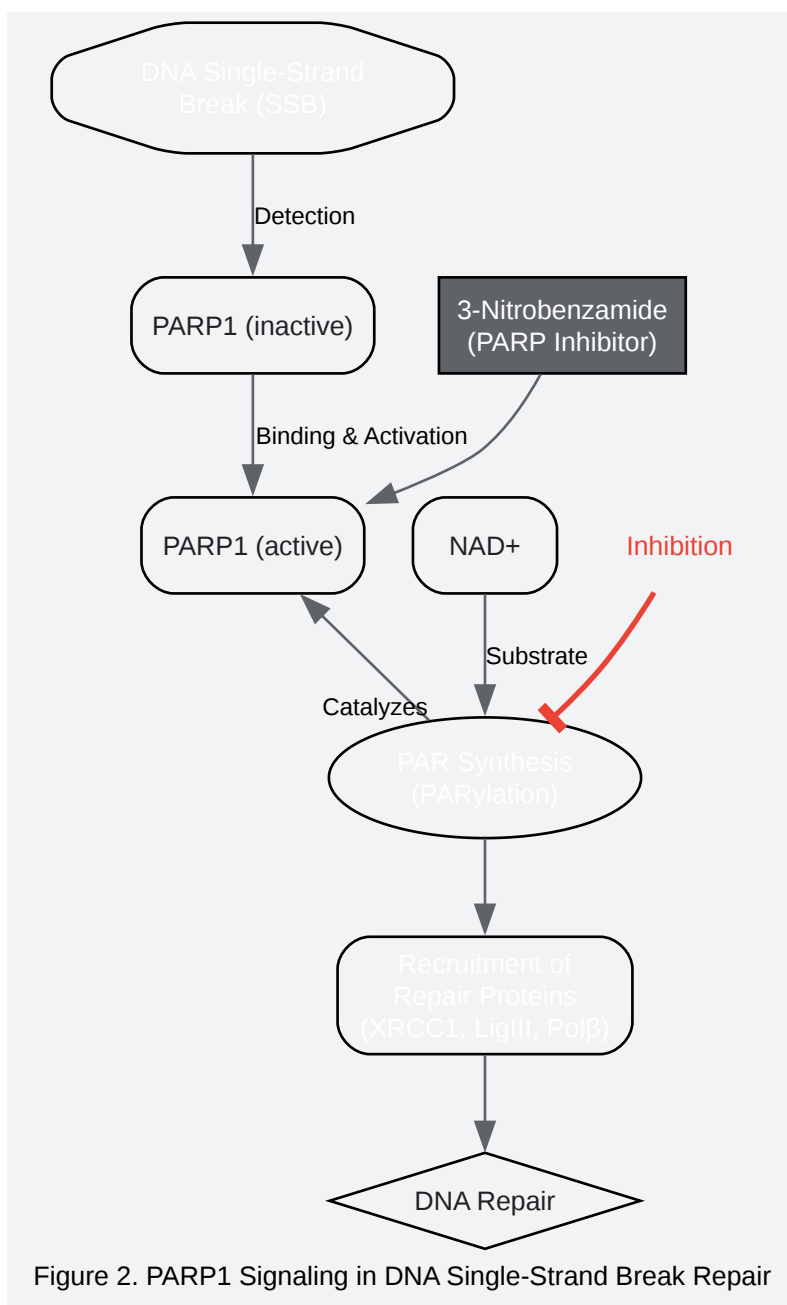 DNA Single-Strand
Break (SSB)
Detection
PARP1 (inactive)
3-Nitrobenzamide
(PARP Inhibitor)
Binding & Activation
PARP1 (active)
NAD+
Inhibition
Substrate
Catalyzes
PAR Synthesis
(PARylation)
Recruitment of
Repair Proteins
(XRCC1, LigIII, Polβ)
DNA Repair
Figure 2. PARP1 Signaling in DNA Single-Strand Break Repair